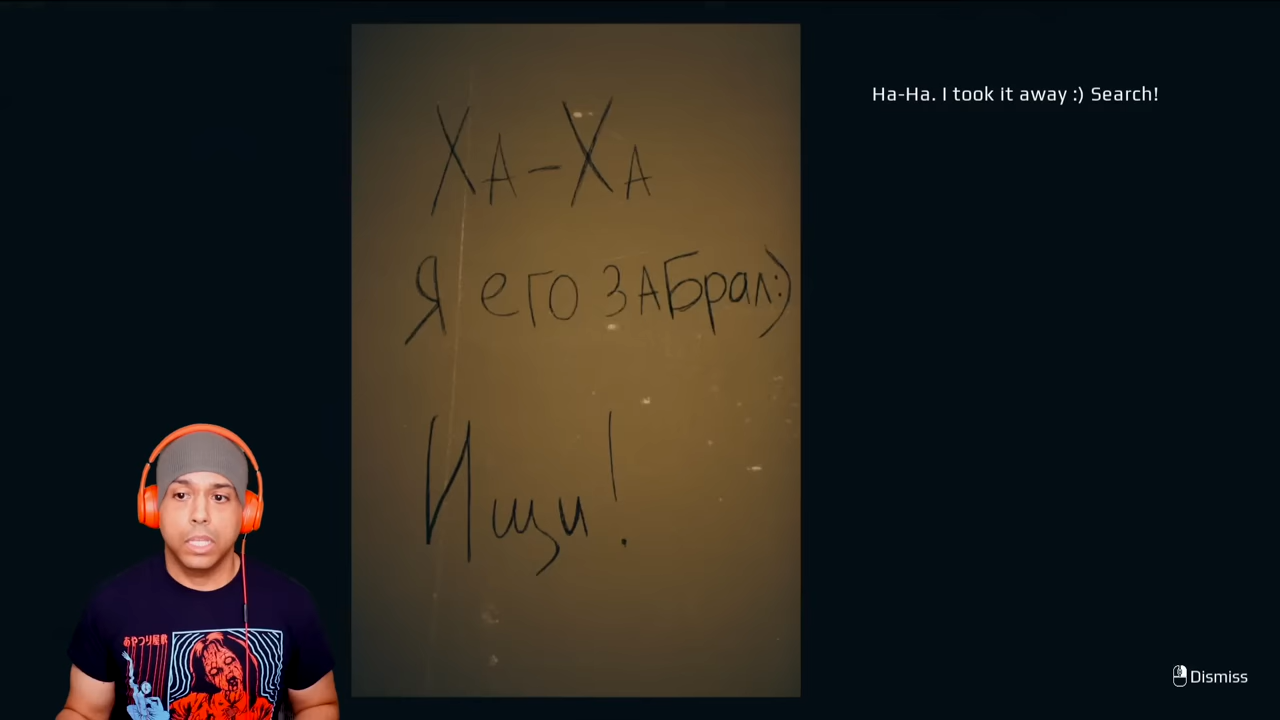 Ha-Ha. I took it away :) Search!
Ха-Ха
Я его забрал:)
Ищи!
Dismiss